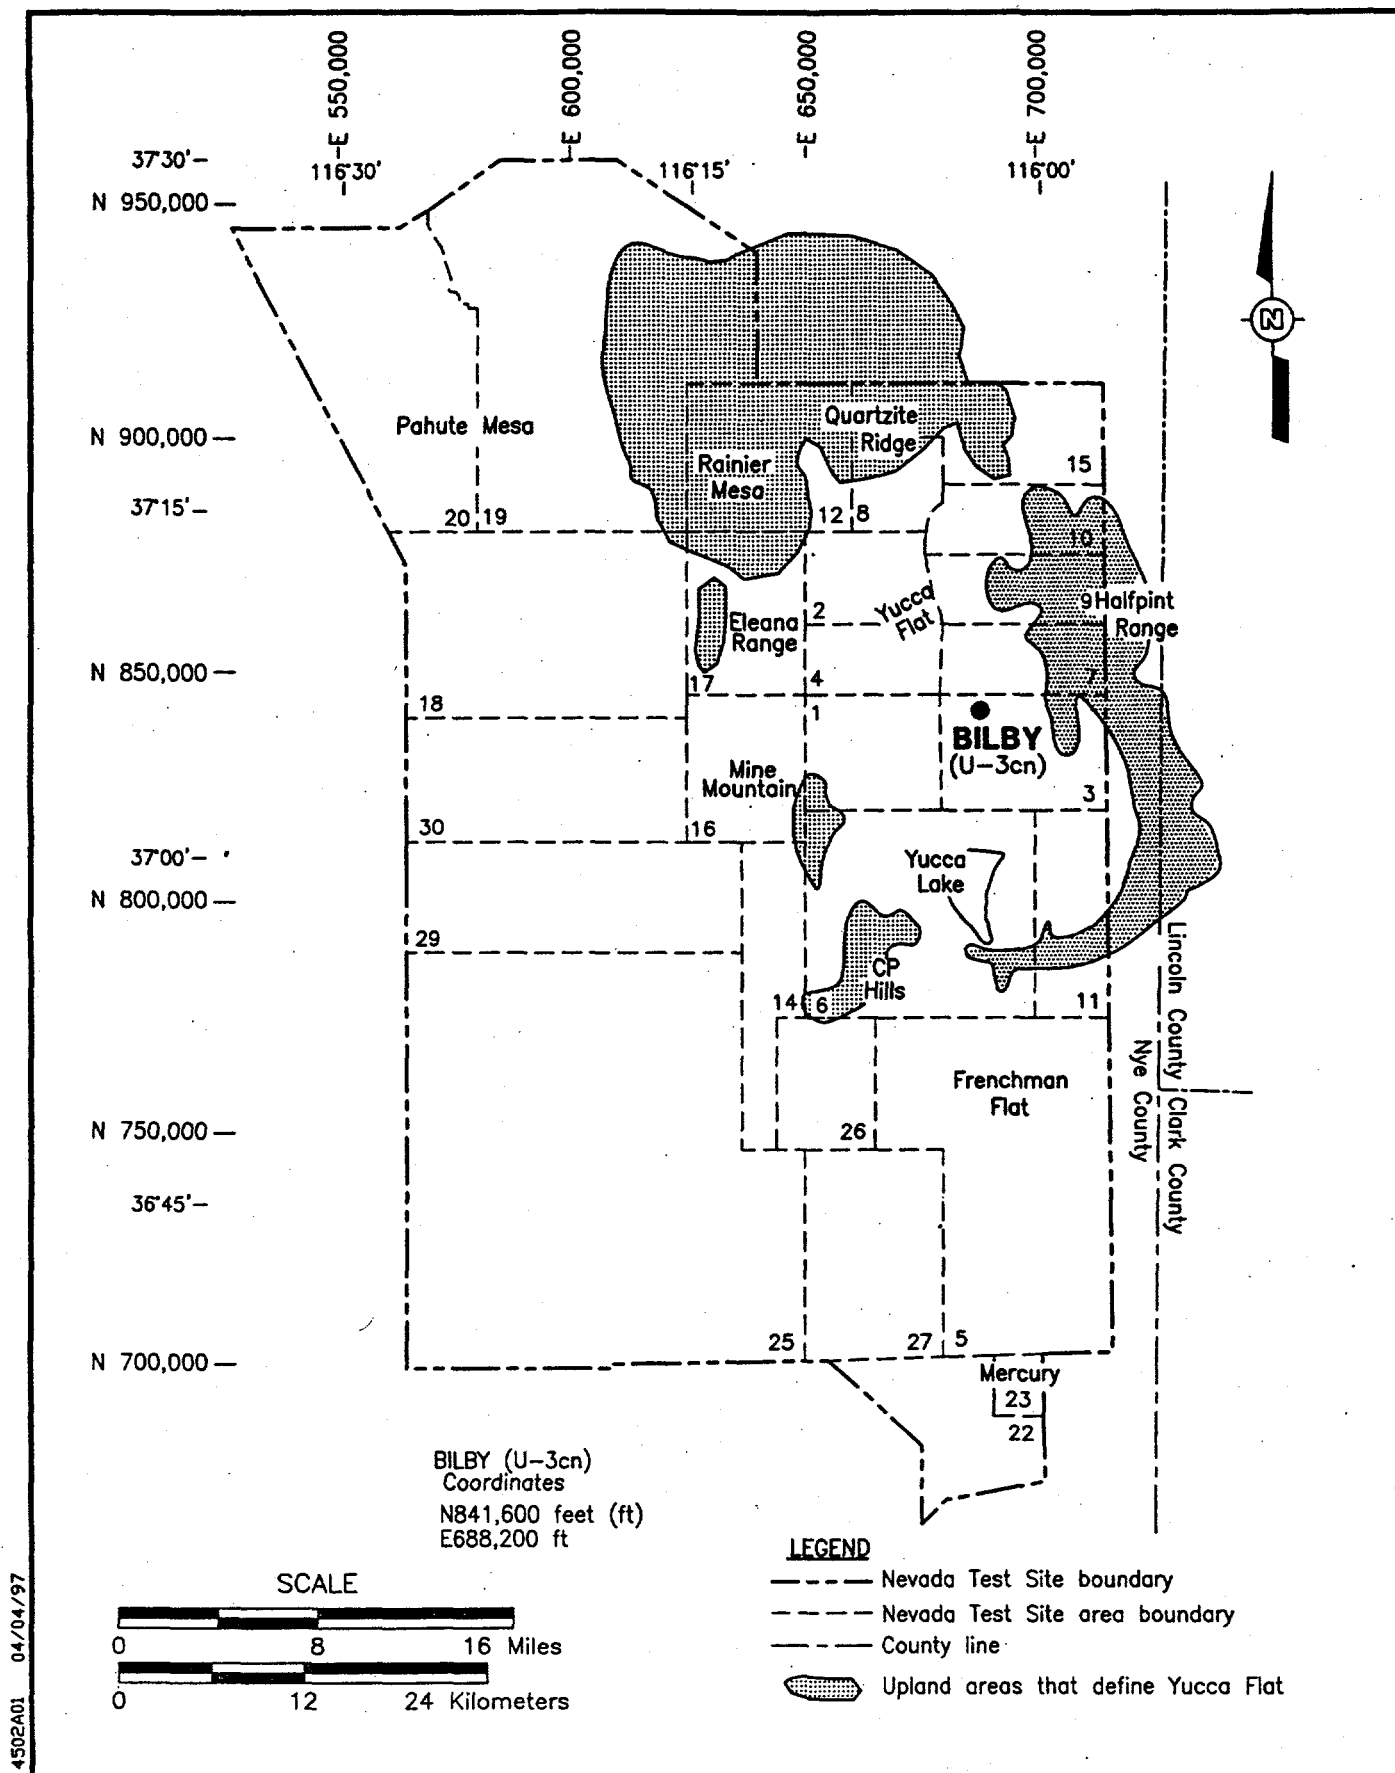 E 550,000
E 600,000
E 650,000
E 700,000
37°30'
116°30'
116°15'
116°00'
N 950,000
N
Pahute Mesa
Quartzite
Ridge
N 900,000
Rainier
Mesa
15
37°15'
20
19
12
8
10
Yucca
Flat
2
9
Halfpint
Range
Eleana
Range
N 850,000
17
4
7
18
1
BILBY
(U-3cn)
Mine
Mountain
3
30
16
37°00'
Yucca
Lake
N 800,000
29
CP
Hills
14
6
11
Lincoln County
Nye County
Clark County
Frenchman
Flat
N 750,000
26
36°45'
N 700,000
25
27
5
Mercury
23
22
BILBY (U-3cn)
Coordinates
N841,600 feet (ft)
E688,200 ft
SCALE
0 8 16 Miles
0 12 24 Kilometers
LEGEND
Nevada Test Site boundary
Nevada Test Site area boundary
County line
Upland areas that define Yucca Flat
4502A01 04/04/97